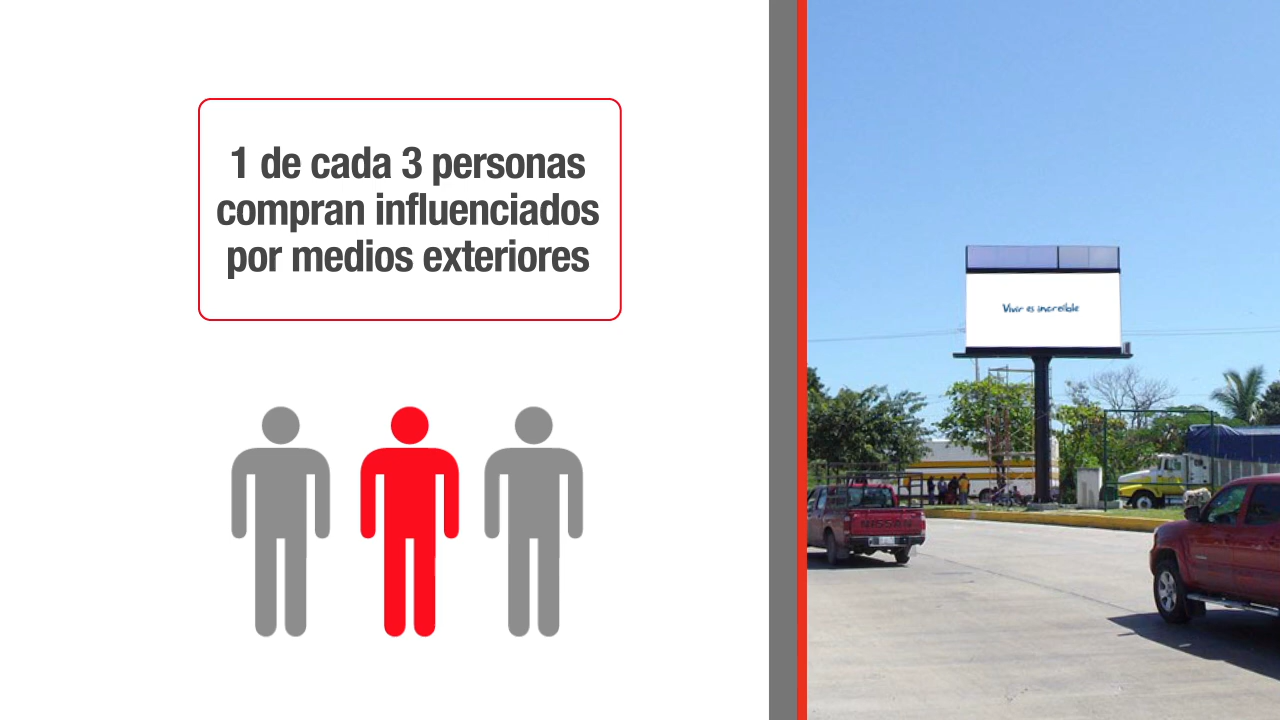 1 de cada 3 personas
compran influenciados
por medios exteriores
Vivir es increíble
NISSAN